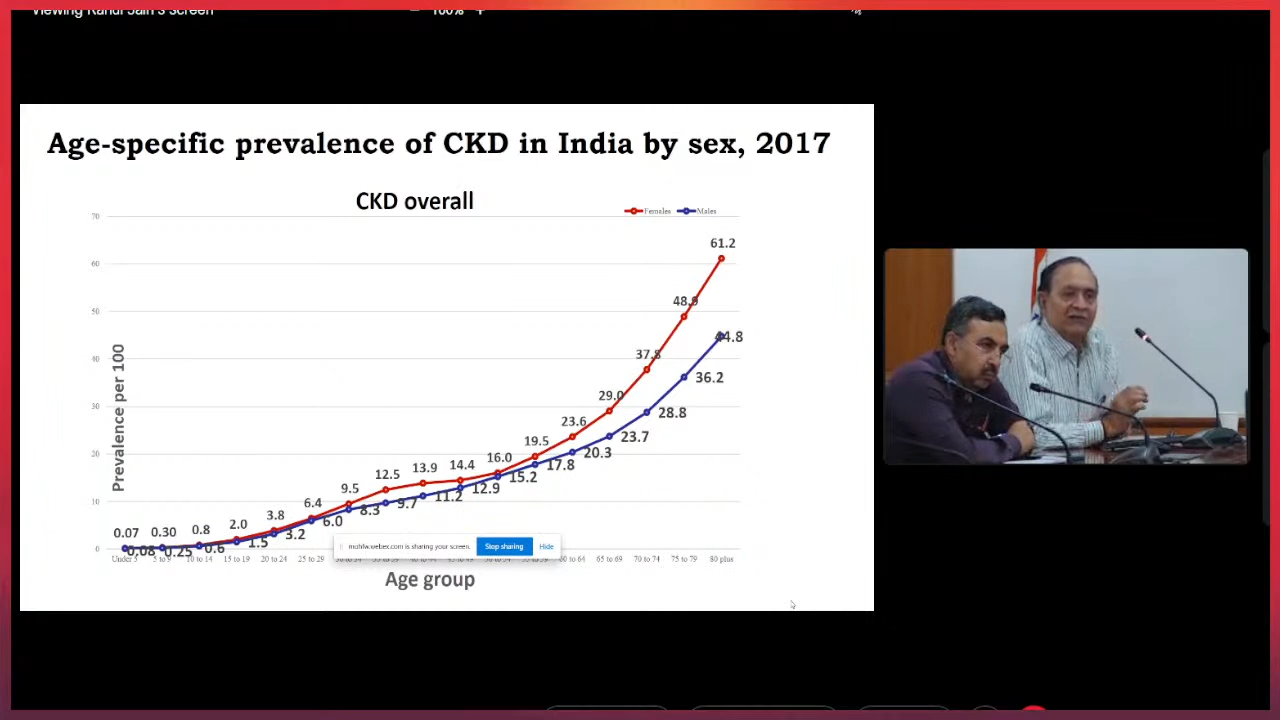 Viewing Randi Jain's screen
100% +
Age-specific prevalence of CKD in India by sex, 2017
CKD overall
Females Males
Prevalence per 100
70
60
50
40
30
20
10
0
0.07 0.30 0.8 2.0 3.8 6.4 9.5 12.5 13.9 14.4 16.0 19.5 23.6 29.0 37.8 48.9 61.2
0.08 0.25 0.6 1.5 3.2 6.0 8.3 9.7 11.2 12.9 15.2 17.8 20.3 23.7 28.8 36.2 44.8
mohfw.webex.com is sharing your screen. Stop sharing Hide
Under 5 5 to 9 10 to 14 15 to 19 20 to 24 25 to 29 60 to 64 65 to 69 70 to 74 75 to 79 80 plus
Age group